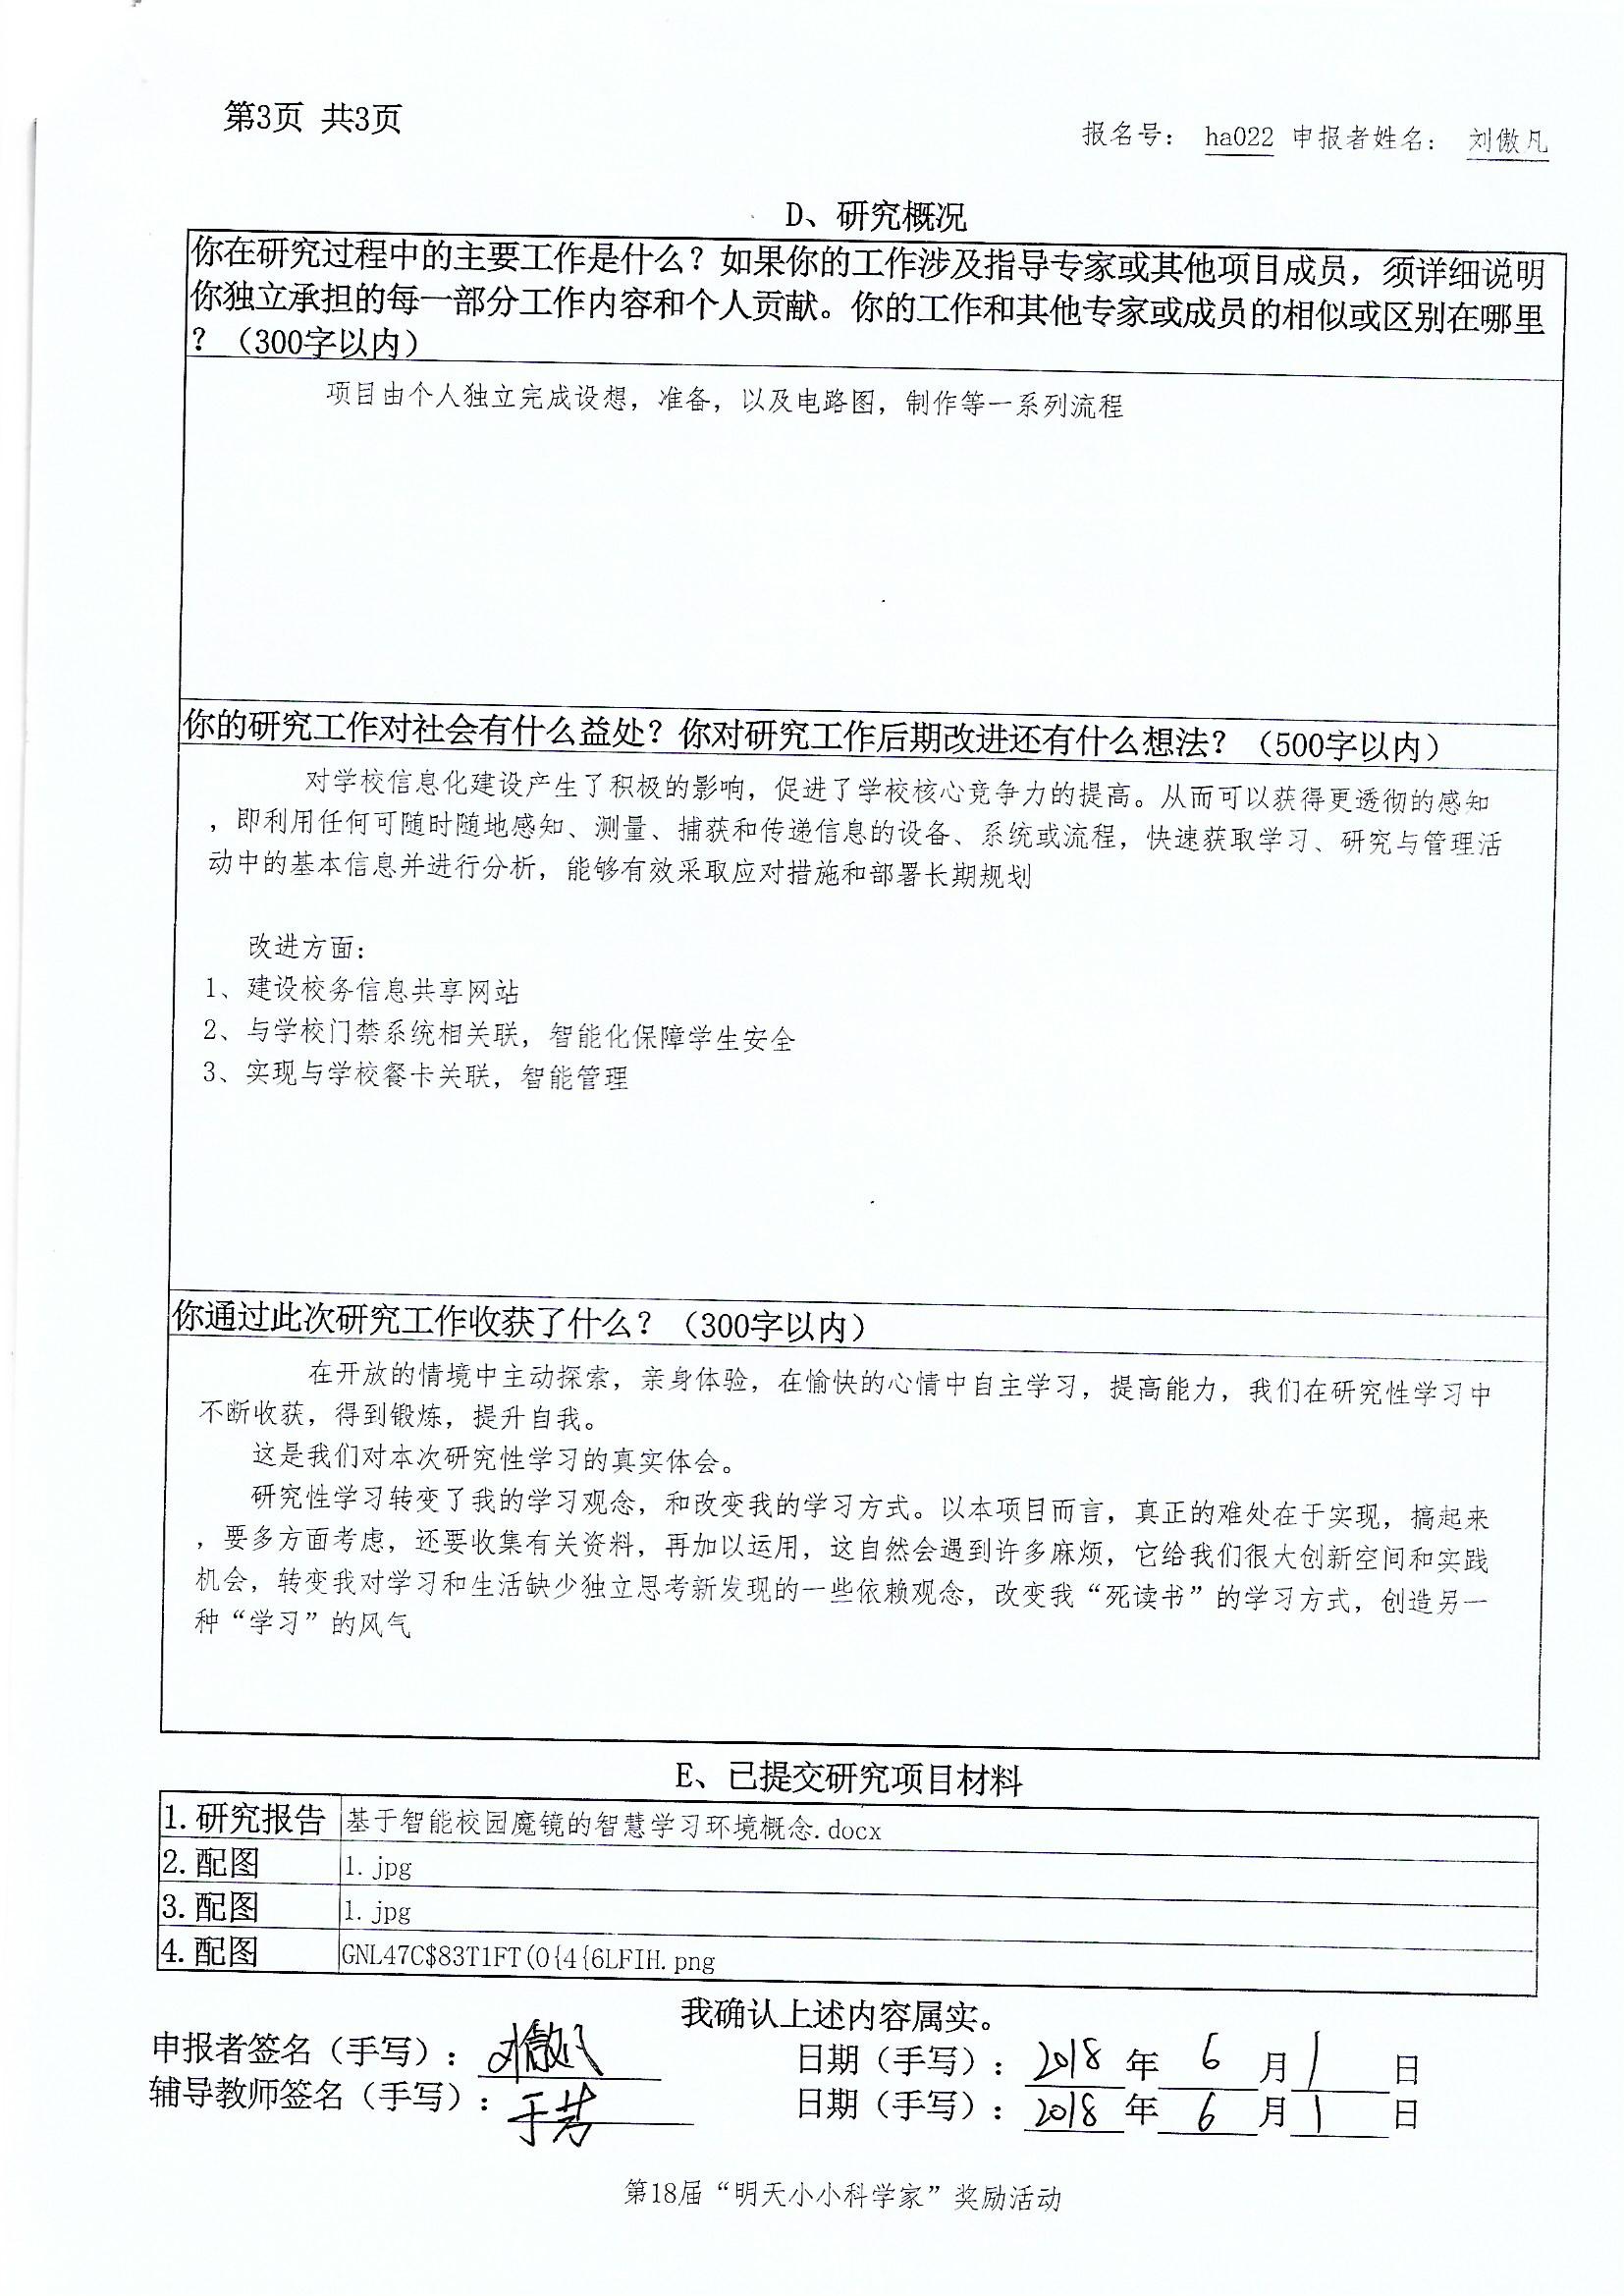 第3页 共3页
报名号： ha022 申报者姓名： 刘傲凡
D、研究概况
你在研究过程中的主要工作是什么？如果你的工作涉及指导专家或其他项目成员，须详细说明
你独立承担的每一部分工作内容和个人贡献。你的工作和其他专家或成员的相似或区别在哪里
？（300字以内）
项目由个人独立完成设想，准备，以及电路图，制作等一系列流程
你的研究工作对社会有什么益处？你对研究工作后期改进还有什么想法？（500字以内）
对学校信息化建设产生了积极的影响，促进了学校核心竞争力的提高。从而可以获得更透彻的感知
，即利用任何可随时随地感知、测量、捕获和传递信息的设备、系统或流程，快速获取学习、研究与管理活
动中的基本信息并进行分析，能够有效采取应对措施和部署长期规划
改进方面：
1、建设校务信息共享网站
2、与学校门禁系统相关联，智能化保障学生安全
3、实现与学校餐卡关联，智能管理
你通过此次研究工作收获了什么？（300字以内）
在开放的情境中主动探索，亲身体验，在愉快的心情中自主学习，提高能力，我们在研究性学习中
不断收获，得到锻炼，提升自我。
这是我们对本次研究性学习的真实体会。
研究性学习转变了我的学习观念，和改变我的学习方式。以本项目而言，真正的难处在于实现，搞起来
，要多方面考虑，还要收集有关资料，再加以运用，这自然会遇到许多麻烦，它给我们很大创新空间和实践
机会，转变我对学习和生活缺少独立思考新发现的一些依赖观念，改变我“死读书”的学习方式，创造另一
种“学习”的风气
E、已提交研究项目材料
1.研究报告 基于智能校园魔镜的智慧学习环境概念.docx
2.配图 1.jpg
3.配图 1.jpg
4.配图 GNL47C$83T1FT(O{4{6LFIH.png
我确认上述内容属实。
申报者签名（手写）：刘傲凡 日期（手写）：2018 年 6 月 1 日
辅导教师签名（手写）：于芳 日期（手写）：2018 年 6 月 1 日
第18届“明天小小科学家”奖励活动